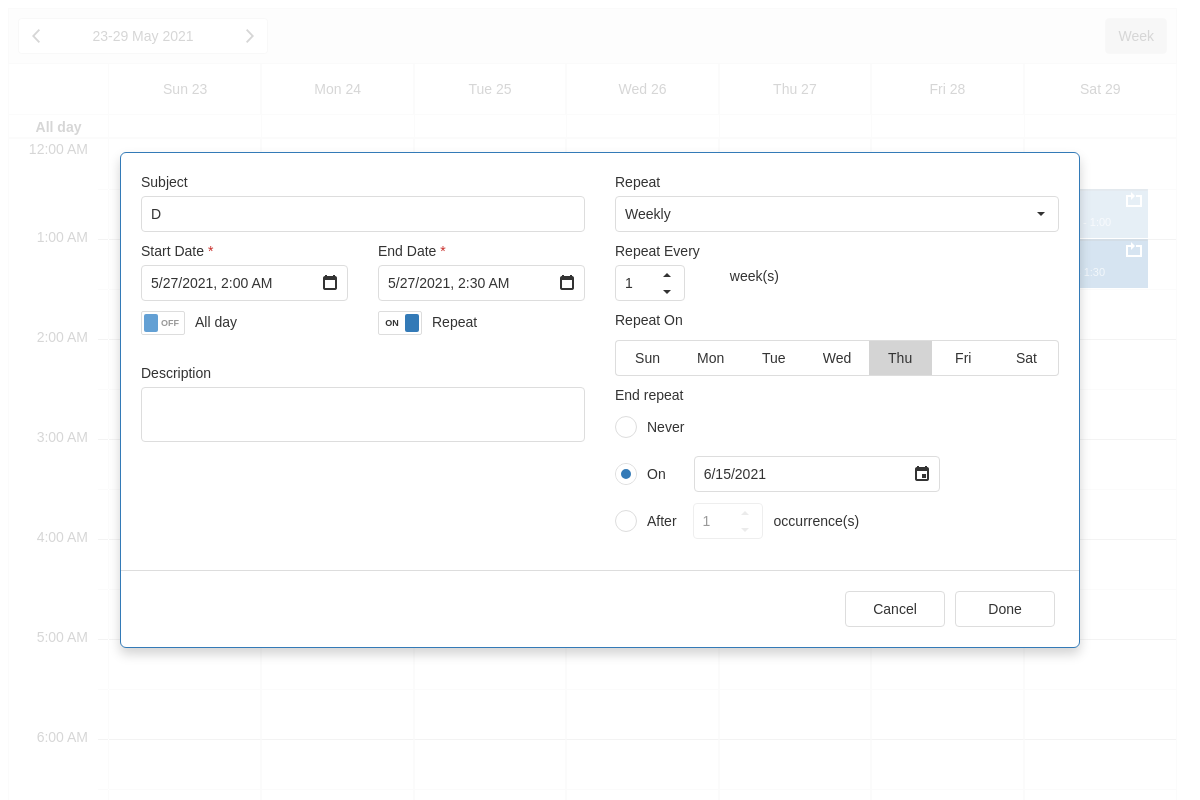 23-29 May 2021
Week
Sun 23
Mon 24
Tue 25
Wed 26
Thu 27
Fri 28
Sat 29
All day
12:00 AM
1:00 AM
2:00 AM
3:00 AM
4:00 AM
5:00 AM
6:00 AM
- 1:00
1:30
Subject
D
Start Date *
End Date *
5/27/2021, 2:00 AM
5/27/2021, 2:30 AM
OFF All day
ON Repeat
Description
Repeat
Weekly
Repeat Every
1 week(s)
Repeat On
Sun Mon Tue Wed Thu Fri Sat
End repeat
Never
On 6/15/2021
After 1 occurrence(s)
Cancel
Done